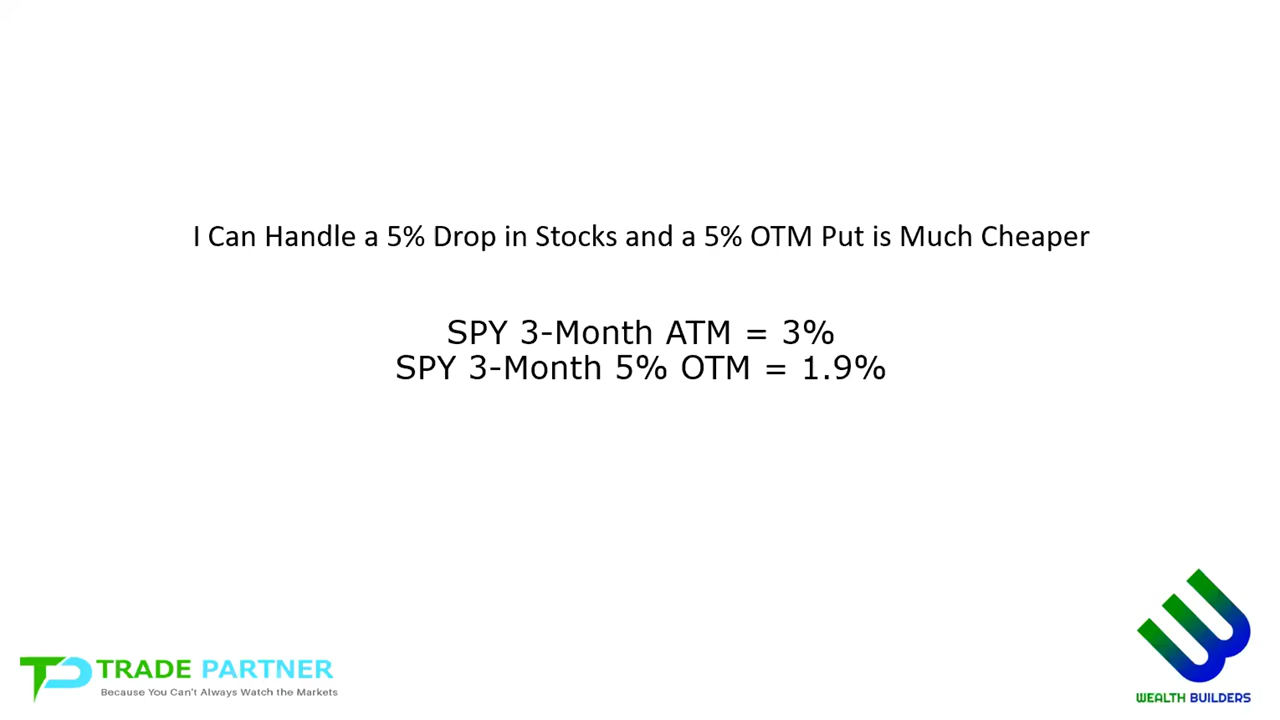 I Can Handle a 5% Drop in Stocks and a 5% OTM Put is Much Cheaper
SPY 3-Month ATM = 3%
SPY 3-Month 5% OTM = 1.9%
TRADE PARTNER
Because You Can't Always Watch the Markets
WEALTH BUILDERS